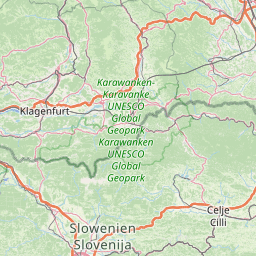 Karawanken-
Karavanke
UNESCO
Global
Geopark
Karawanken
UNESCO
Global
Geopark
Klagenfurt
Celje
Cilli
Slowenien
Slovenija